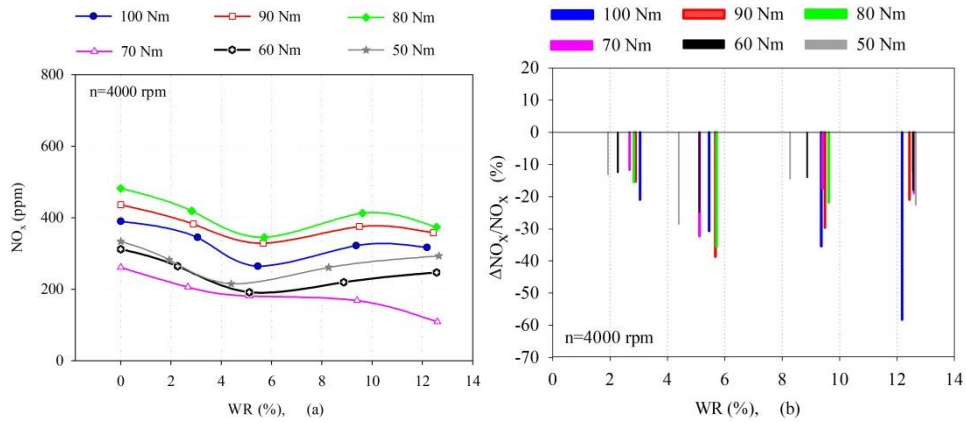 100 Nm 90 Nm 80 Nm
70 Nm 60 Nm 50 Nm
800
n=4000 rpm
600
NOx (ppm)
400
200
0
0 2 4 6 8 10 12 14
WR (%), (a)
100 Nm 90 Nm 80 Nm
70 Nm 60 Nm 50 Nm
20
10
0
-10
-20
ΔNOX/NOX (%)
-30
-40
-50
-60
n=4000 rpm
-70
0 2 4 6 8 10 12 14
WR (%), (b)